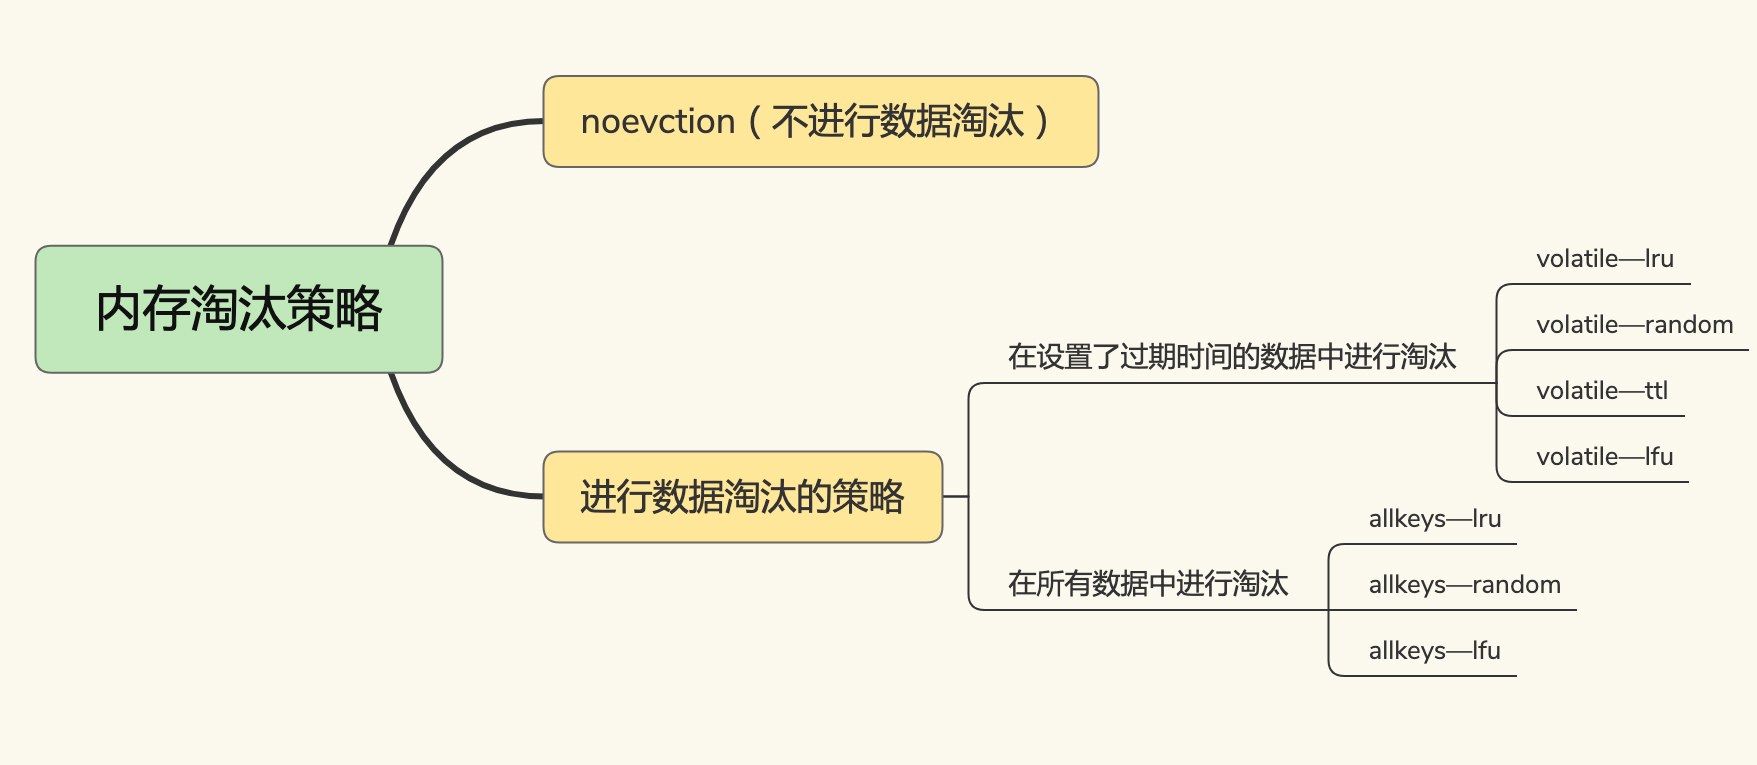 内存淘汰策略
noevction（不进行数据淘汰）
进行数据淘汰的策略
在设置了过期时间的数据中进行淘汰
volatile—lru
volatile—random
volatile—ttl
volatile—lfu
在所有数据中进行淘汰
allkeys—lru
allkeys—random
allkeys—lfu